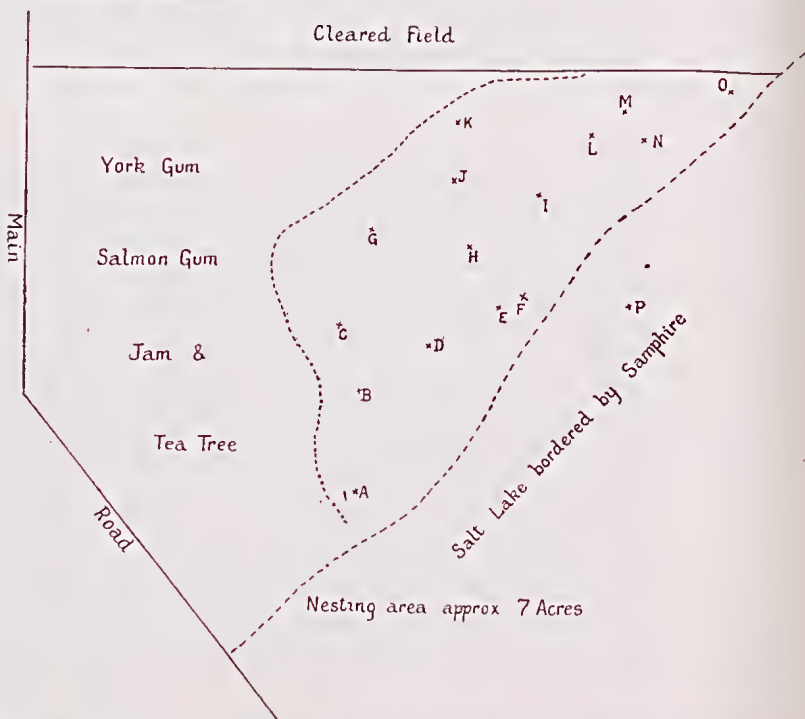 Cleared Field
O
M
K
L
N
York Gum
J
I
Main
G
Salmon Gum
H
E
F
P
C
Jam &
D
B
Tea Tree
A
Road
Salt Lake bordered by Samphire
Nesting area approx 7 Acres